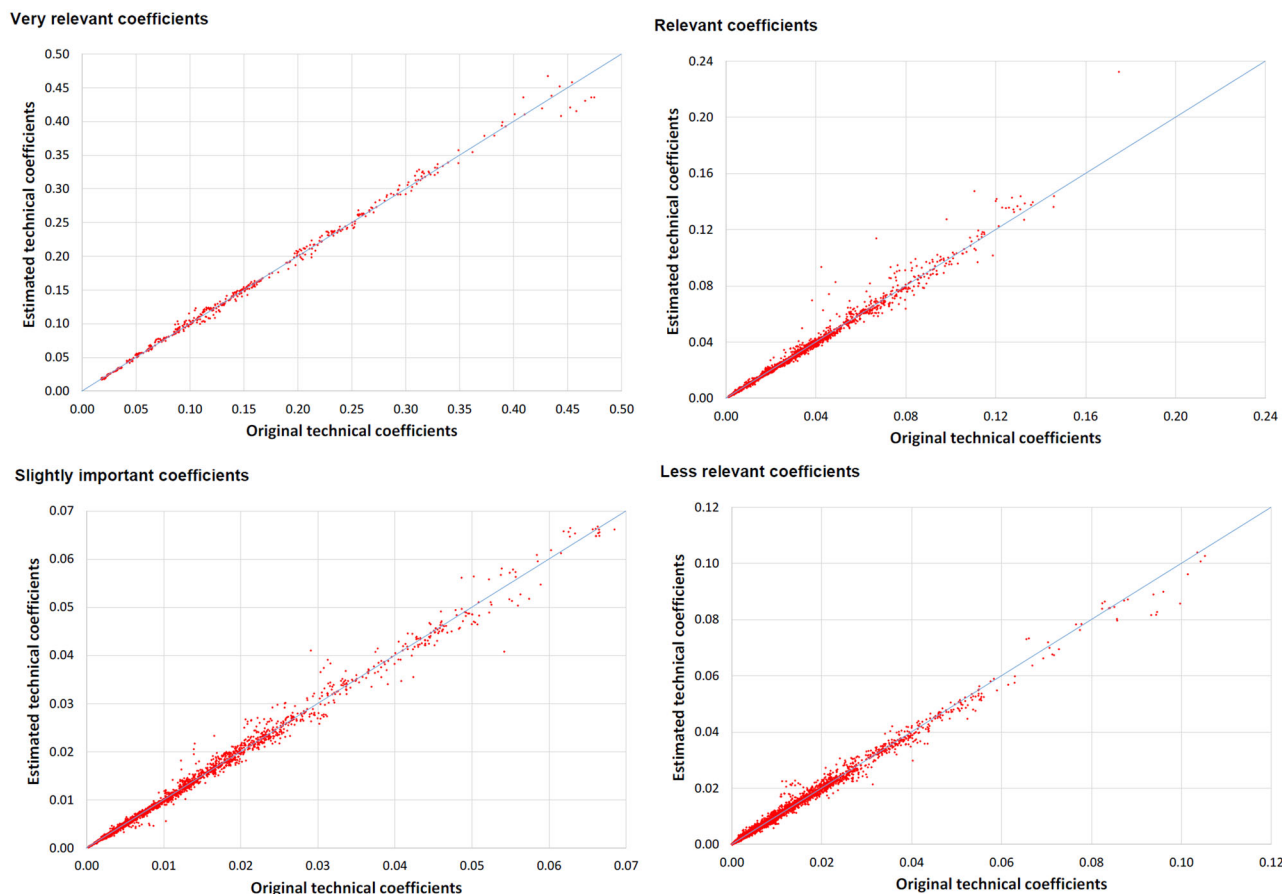 Very relevant coefficients
Estimated technical coefficients
0.50
0.45
0.40
0.35
0.30
0.25
0.20
0.15
0.10
0.05
0.00
0.00 0.05 0.10 0.15 0.20 0.25 0.30 0.35 0.40 0.45 0.50
Original technical coefficients
Relevant coefficients
Estimated technical coefficients
0.24
0.20
0.16
0.12
0.08
0.04
0.00
0.00 0.04 0.08 0.12 0.16 0.20 0.24
Original technical coefficients
Slightly important coefficients
Estimated technical coefficients
0.07
0.06
0.05
0.04
0.03
0.02
0.01
0.00
0.00 0.01 0.02 0.03 0.04 0.05 0.06 0.07
Original technical coefficients
Less relevant coefficients
Estimated technical coefficients
0.12
0.10
0.08
0.06
0.04
0.02
0.00
0.00 0.02 0.04 0.06 0.08 0.10 0.12
Original technical coefficients